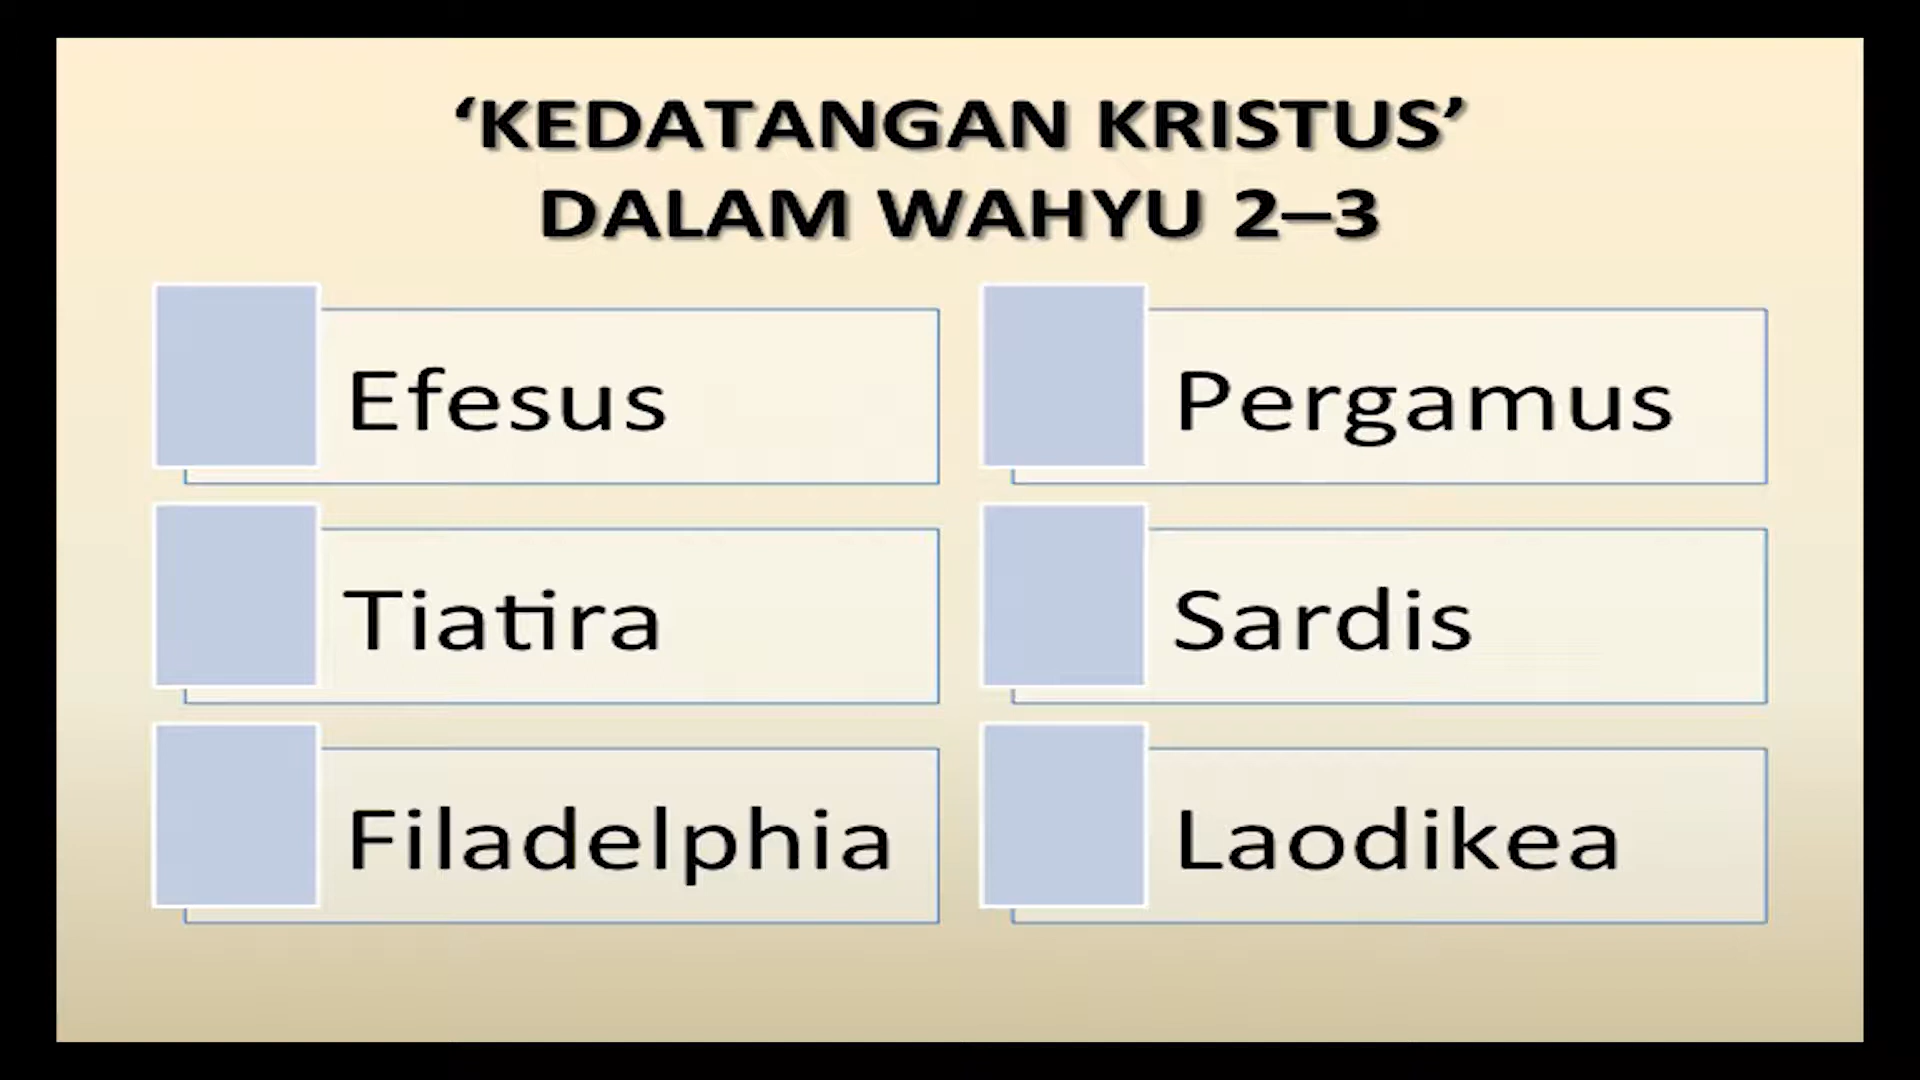 ‘KEDATANGAN KRISTUS’
DALAM WAHYU 2–3
Efesus
Pergamus
Tiatira
Sardis
Filadelphia
Laodikea